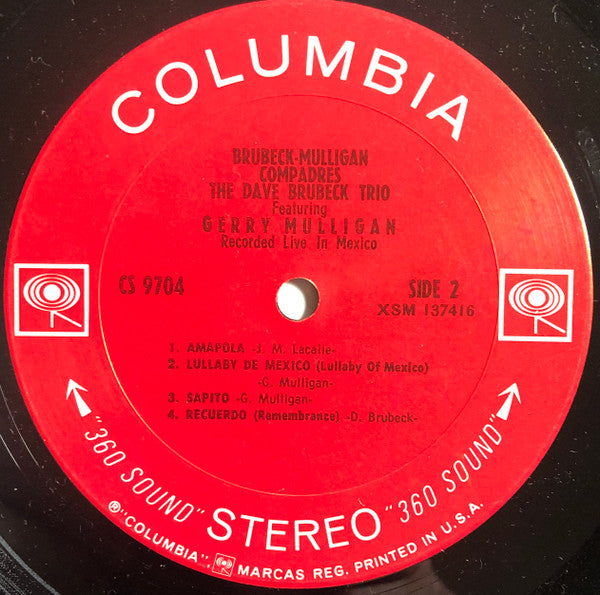 COLUMBIA
BRUBECK-MULLIGAN
COMPADRES
THE DAVE BRUBECK TRIO
Featuring
GERRY MULLIGAN
Recorded Live In Mexico
CS 9704
SIDE 2
XSM 137416
1. AMAPOLA -J. M. Lacalle-
2. LULLABY DE MEXICO (Lullaby Of Mexico)
-G. Mulligan-
3. SAPITO -G. Mulligan-
4. RECUERDO (Remembrance) -D. Brubeck-
"360 SOUND" STEREO "360 SOUND"
® "COLUMBIA", MARCAS REG. PRINTED IN U.S.A.